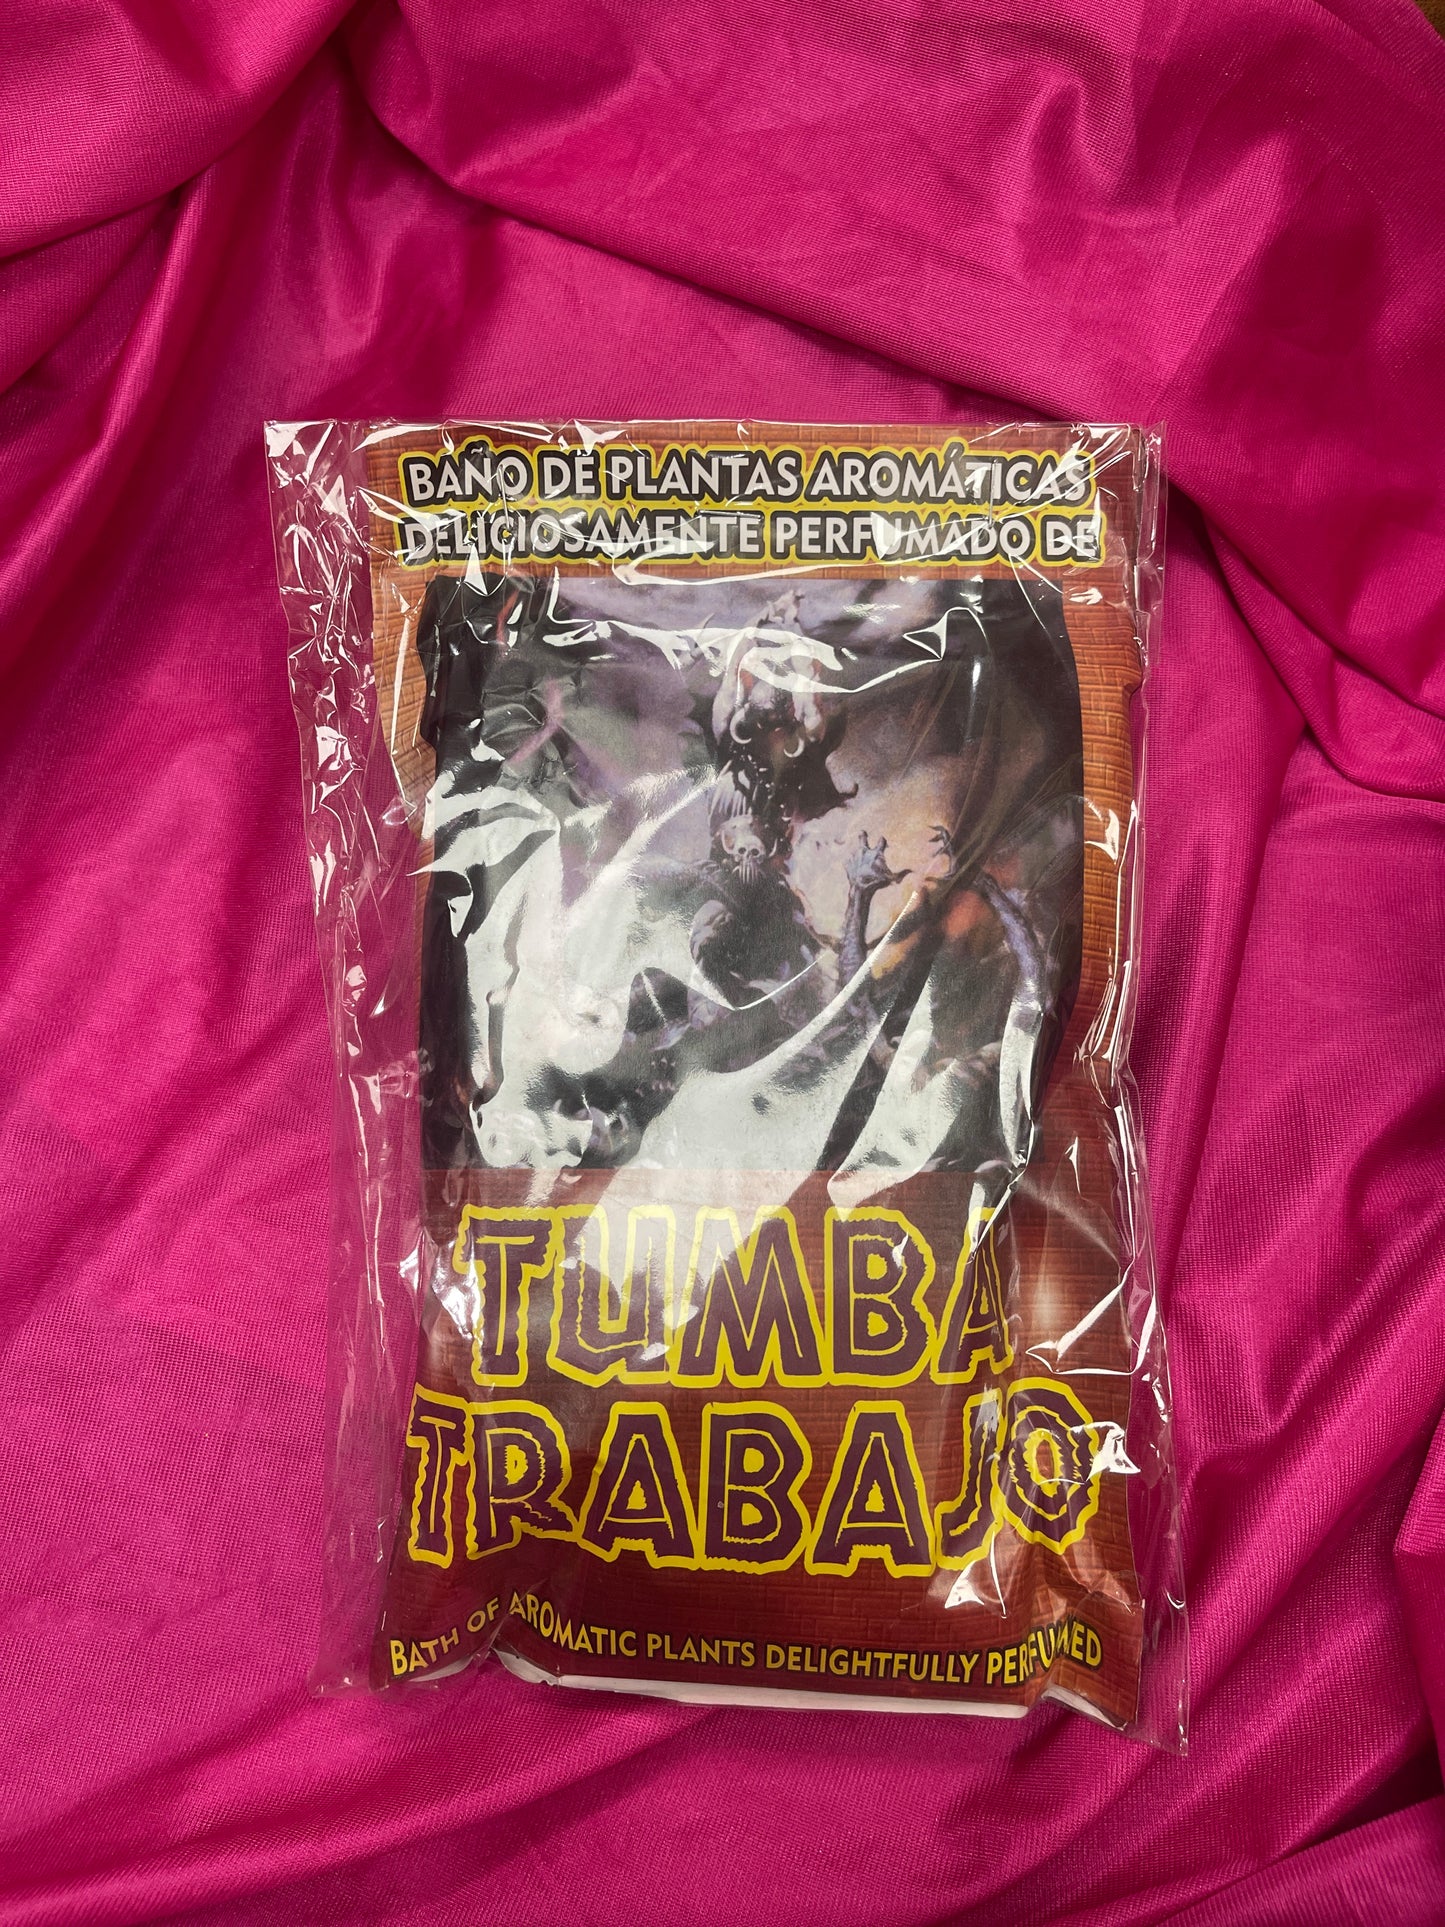 BAÑO DE PLANTAS AROMÁTICAS
DELICIOSAMENTE PERFUMADO DE
TUMBA
TRABAJO
BATH OF AROMATIC PLANTS DELIGHTFULLY PERFUMED